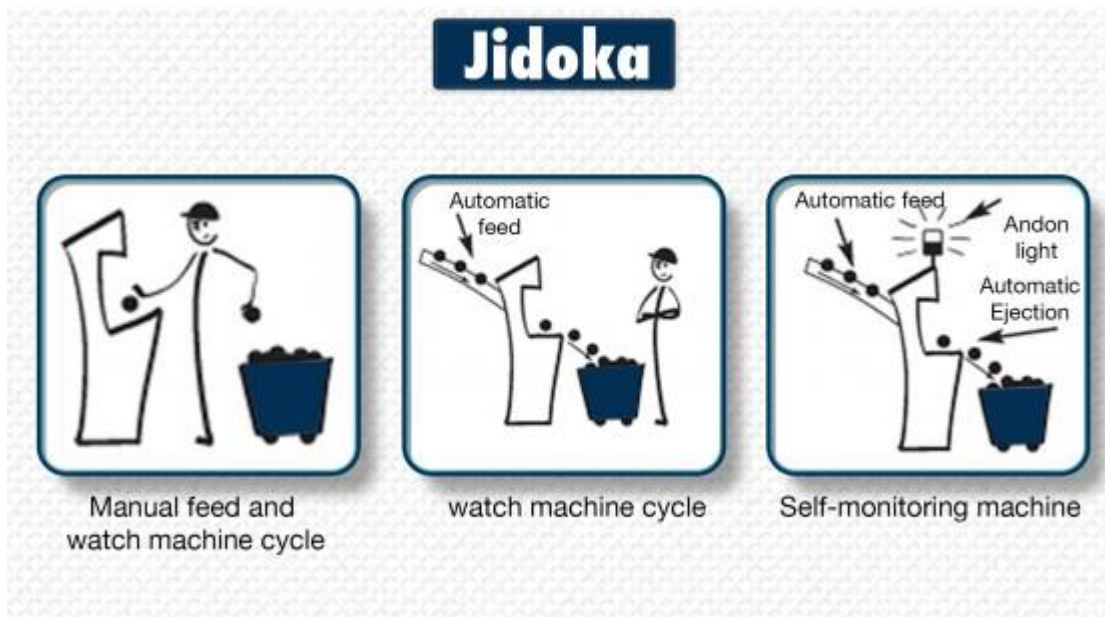 Jidoka
Automatic
feed
Automatic feed
Andon
light
Automatic
Ejection
Manual feed and
watch machine cycle
watch machine cycle
Self-monitoring machine